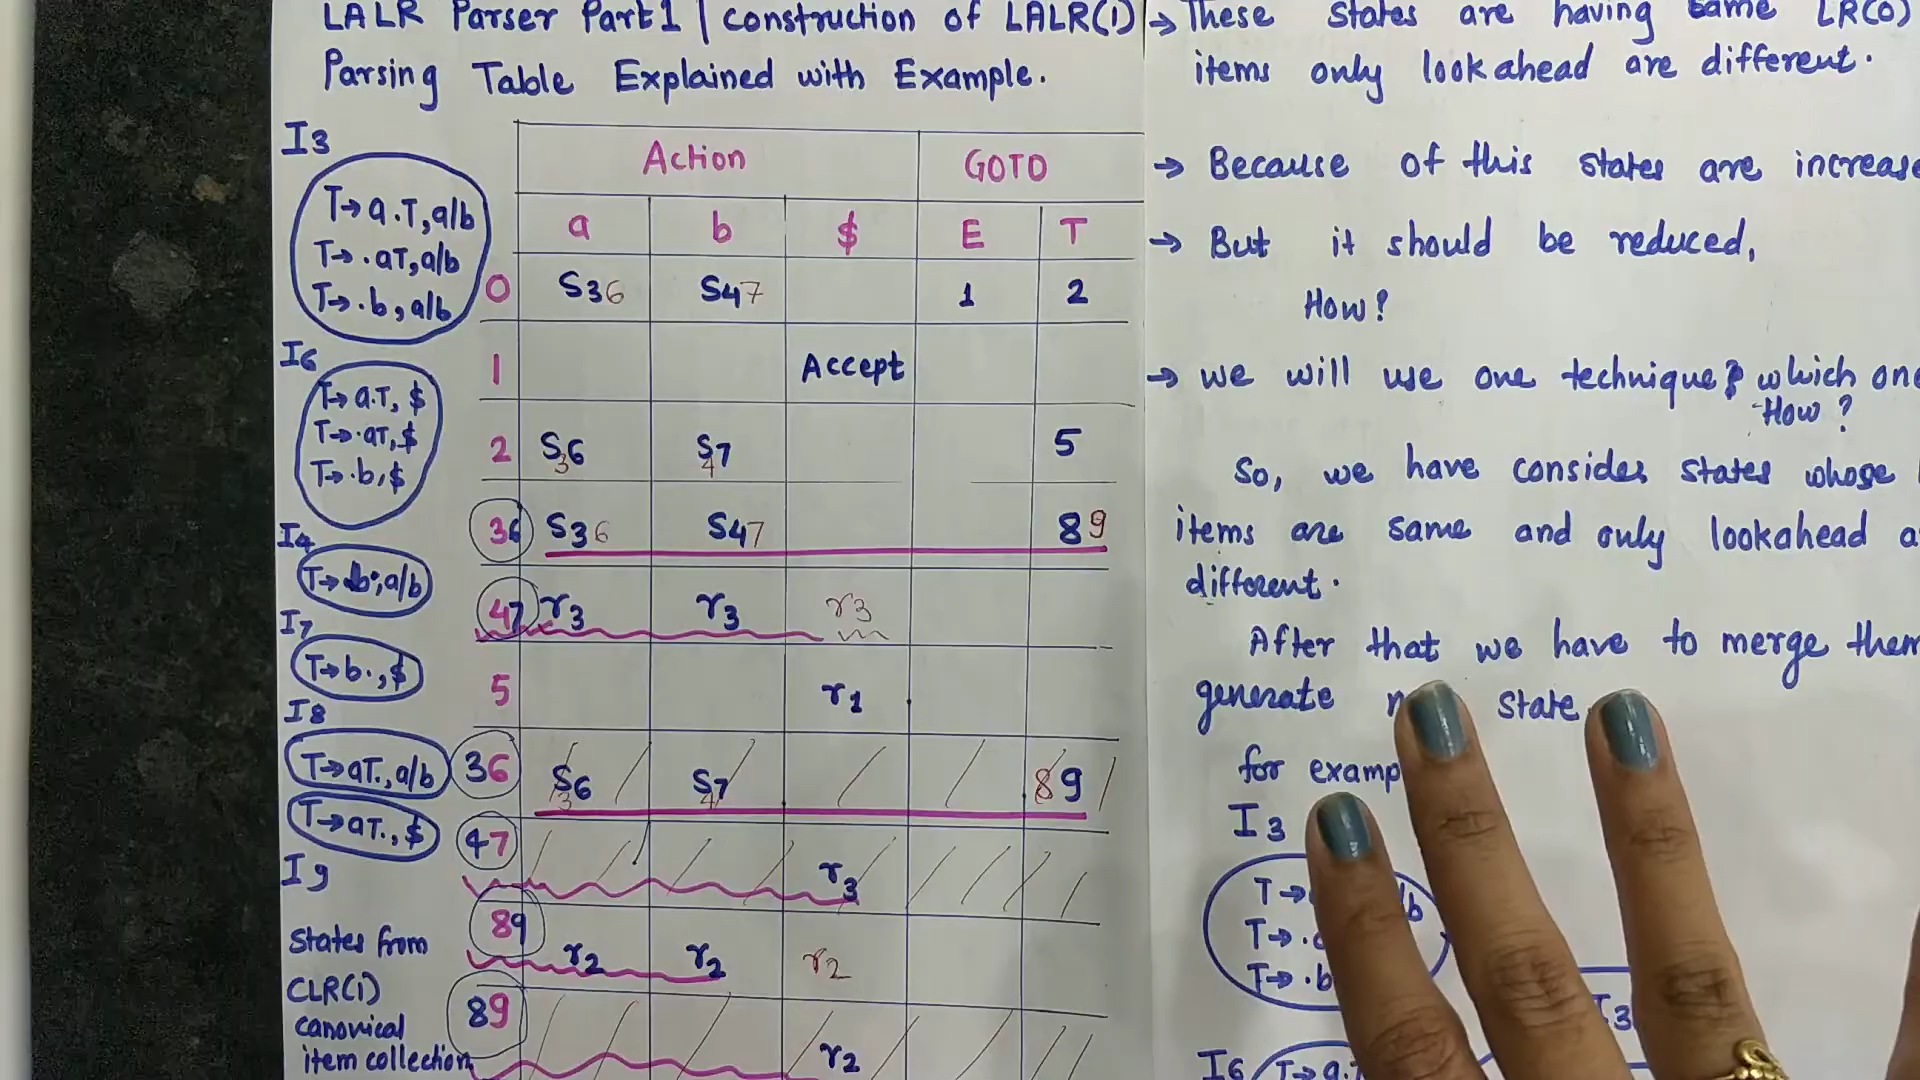 LALR Parser Part1 | construction of LALR(1)
Parsing Table Explained with Example.
I3
T→a.T,a/b
T→.aT,a/b
T→.b,a/b
I6
T→a.T,$
T→.aT,$
T→.b,$
I4
T→b.,a/b
I7
T→b.,$
I8
T→aT.,a/b
T→aT.,$
I9
States from
CLR(1)
canonical
item collection
Action GOTO
a b $ E T
0 S36 S47 1 2
1 Accept
2 S36 S47 5
36 S36 S47 89
47 r3 r3 r3
5 r1
36 S36 S47 89
47 r3
89 r2 r2 r2
89 r2
→ These states are having same LR(0)
items only lookahead are different.
→ Because of this states are increase
→ But it should be reduced,
How?
→ we will use one technique? which one
How?
So, we have consides states whose
items are same and only lookahead
different.
After that we have to merge them
generate state
for examp
I3
T→ /b
T→.
T→.b
I3
I6 T→a.T